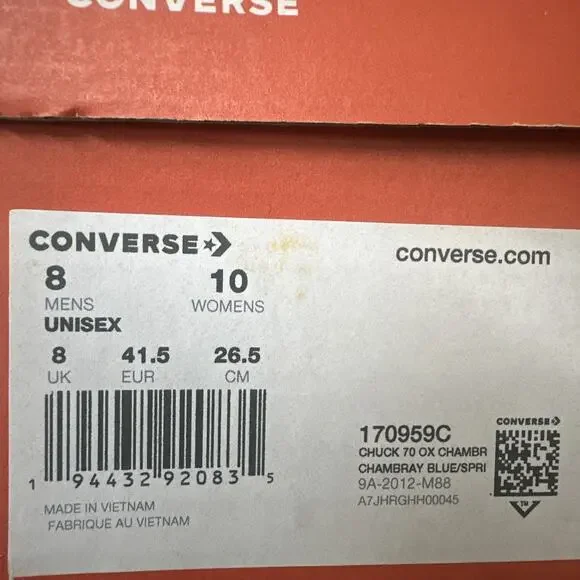 CONVERSE
CONVERSE
converse.com
8 10
MENS WOMENS
UNISEX
8 41.5 26.5
UK EUR CM
1 94432 92083 5
MADE IN VIETNAM
FABRIQUE AU VIETNAM
CONVERSE
170959C
CHUCK 70 OX CHAMBR
CHAMBRAY BLUE/SPRI
9A-2012-M88
A7JHRGHH00045
TM